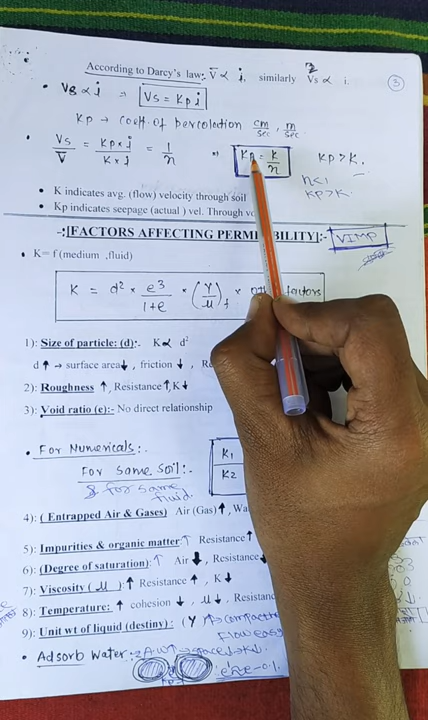 According to Darcy's law:- V̄ ∝ i, similarly Vs ∝ i.
3
• Vs ∝ i ⇒ Vs = Kp i
Kp → Coeff. of percolation cm/sec, m/sec
• Vs/V̄ = Kp × i / K × i = 1/n ⇒ Kp = K/n Kp > K.
n < 1
Kp > K.
• K indicates avg. (flow) velocity through soil
• Kp indicates seepage (actual) vel. Through
-:[FACTORS AFFECTING PERMEABILITY]:- VIMP
• K= f (medium ,fluid)
K = d² × e³/1+e × (γ/μ)f × factors
1): Size of particle: (d):- K ∝ d²
d ↑ → surface area↓, friction ↓,
2): Roughness ↑, Resistance ↑ K ↓
3): Void ratio (e):- No direct relationship
• For Numericals:-
For same soil:-
& for same fluid.
K1
K2
4): ( Entrapped Air & Gases) Air (Gas) ↑,
5): Impurities & organic matter: ↑ Resistance ↑
6): (Degree of saturation): ↑ Air ↓, Resistance ↓
7): Viscosity ( μ ) ↑ Resistance ↑ , K ↓
8): Temperature: ↑ cohesion ↓, μ ↓,
9): Unit wt of liquid (destiny): (γ)
Flow easy
• Adsorb Water:-